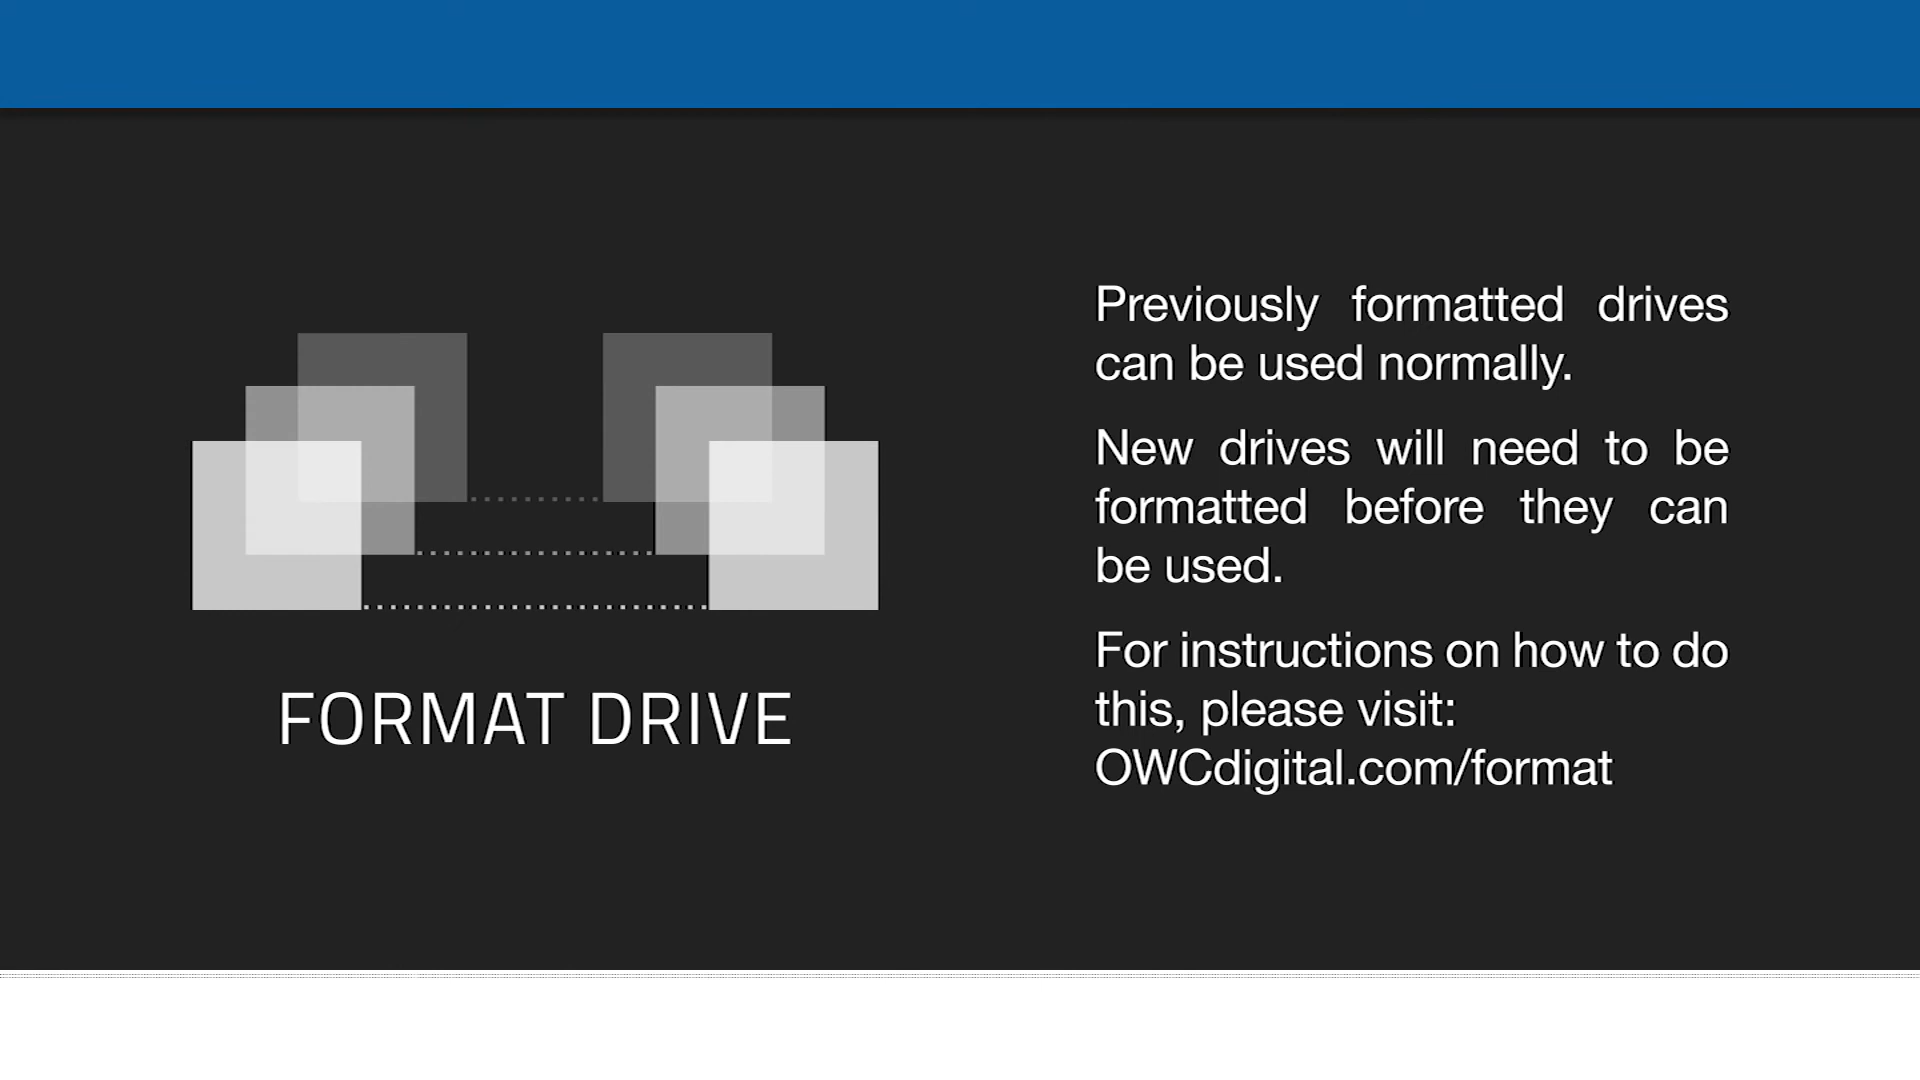 FORMAT DRIVE
Previously formatted drives
can be used normally.
New drives will need to be
formatted before they can
be used.
For instructions on how to do
this, please visit:
OWCdigital.com/format